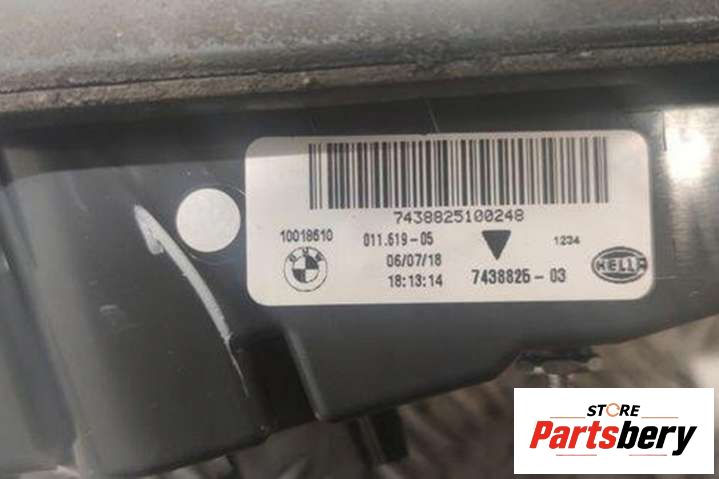 7438825100248
10018610 011.619-05 1234
06/07/18
18:13:14 7438825-03
HELLA
STORE
Partsbery